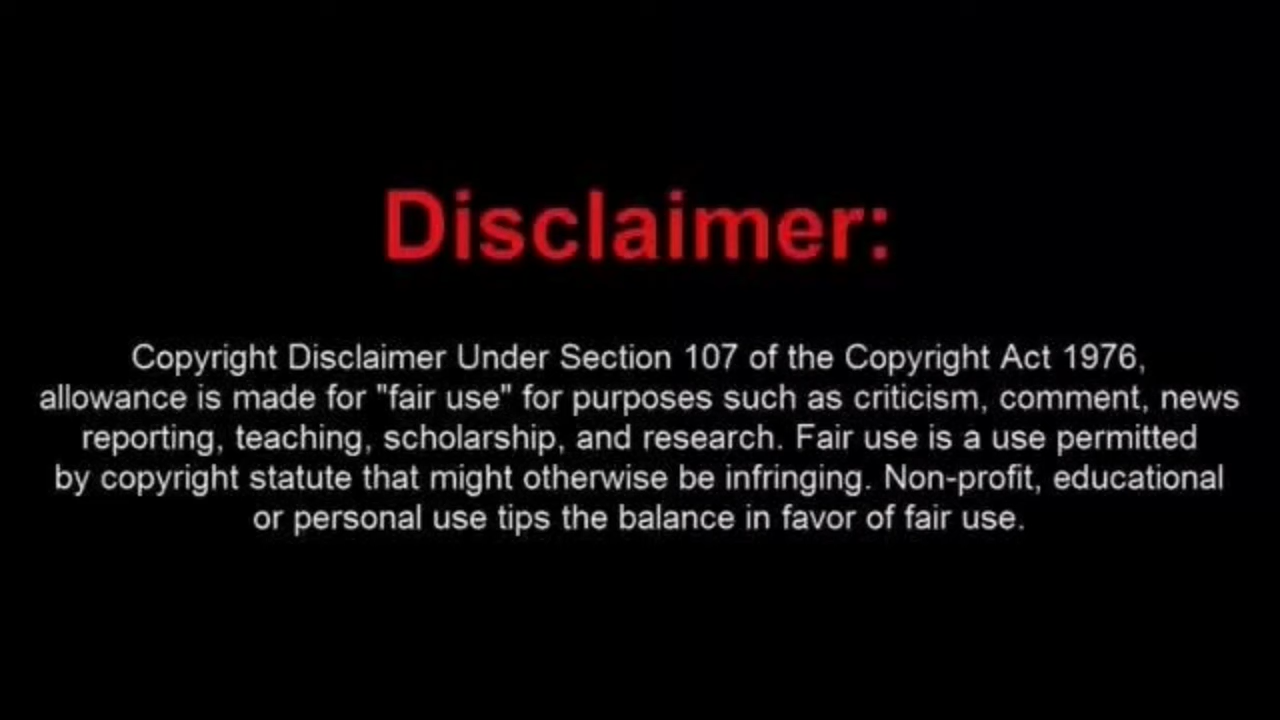 Disclaimer:
Copyright Disclaimer Under Section 107 of the Copyright Act 1976,
allowance is made for "fair use" for purposes such as criticism, comment, news
reporting, teaching, scholarship, and research. Fair use is a use permitted
by copyright statute that might otherwise be infringing. Non-profit, educational
or personal use tips the balance in favor of fair use.